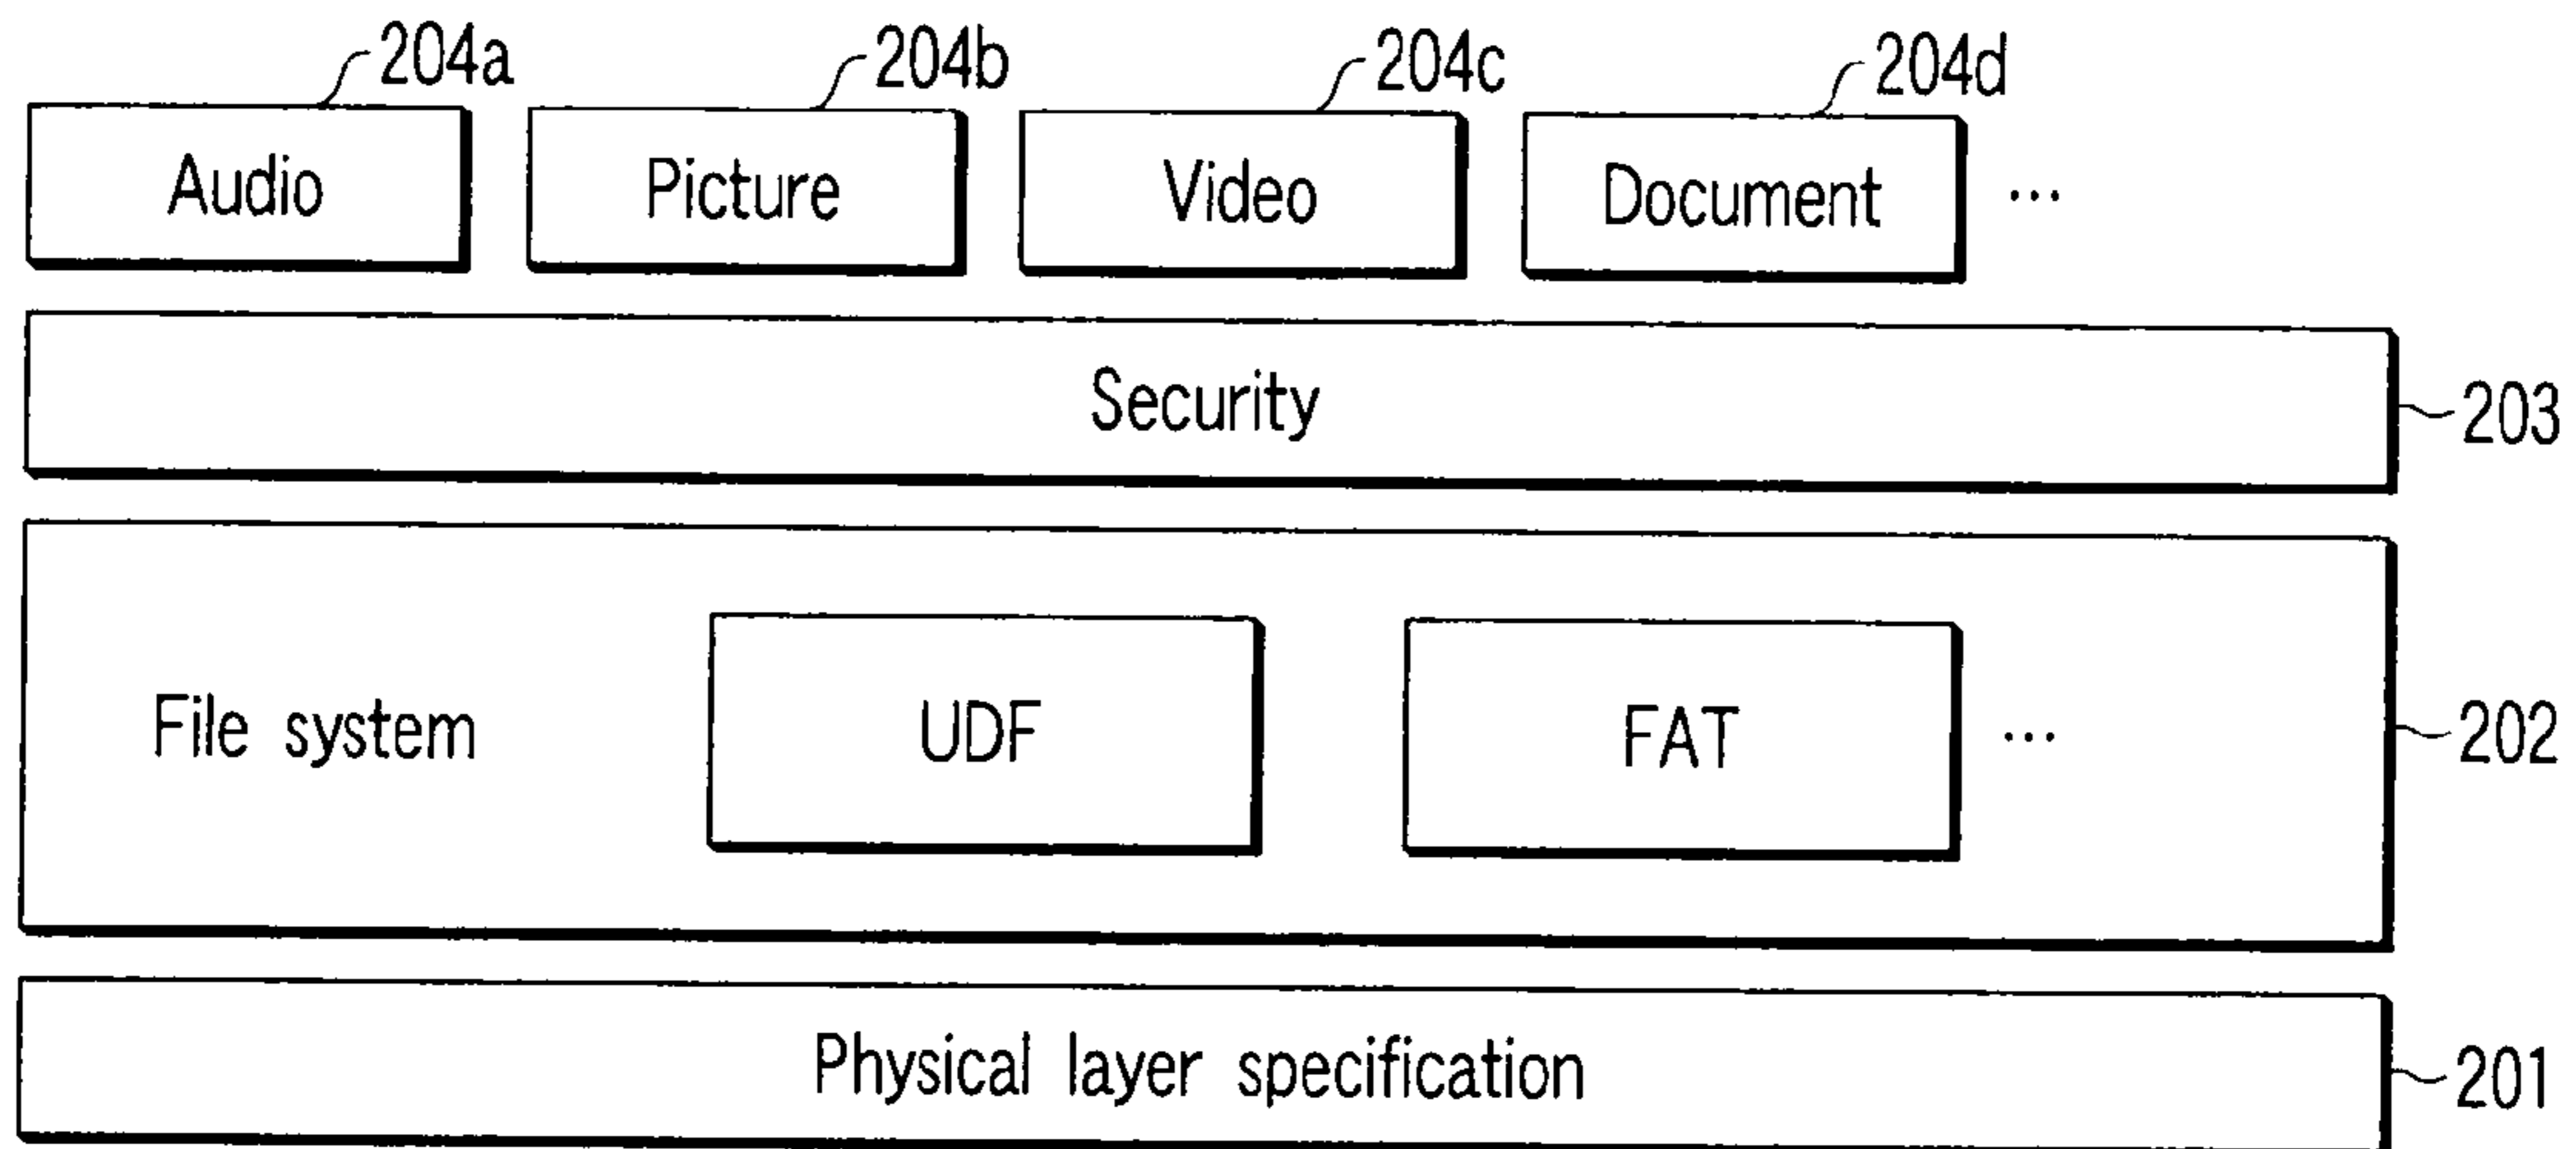 204a 204b 204c 204d
Audio Picture Video Document ...
Security
203
File system UDF FAT ...
202
Physical layer specification
201